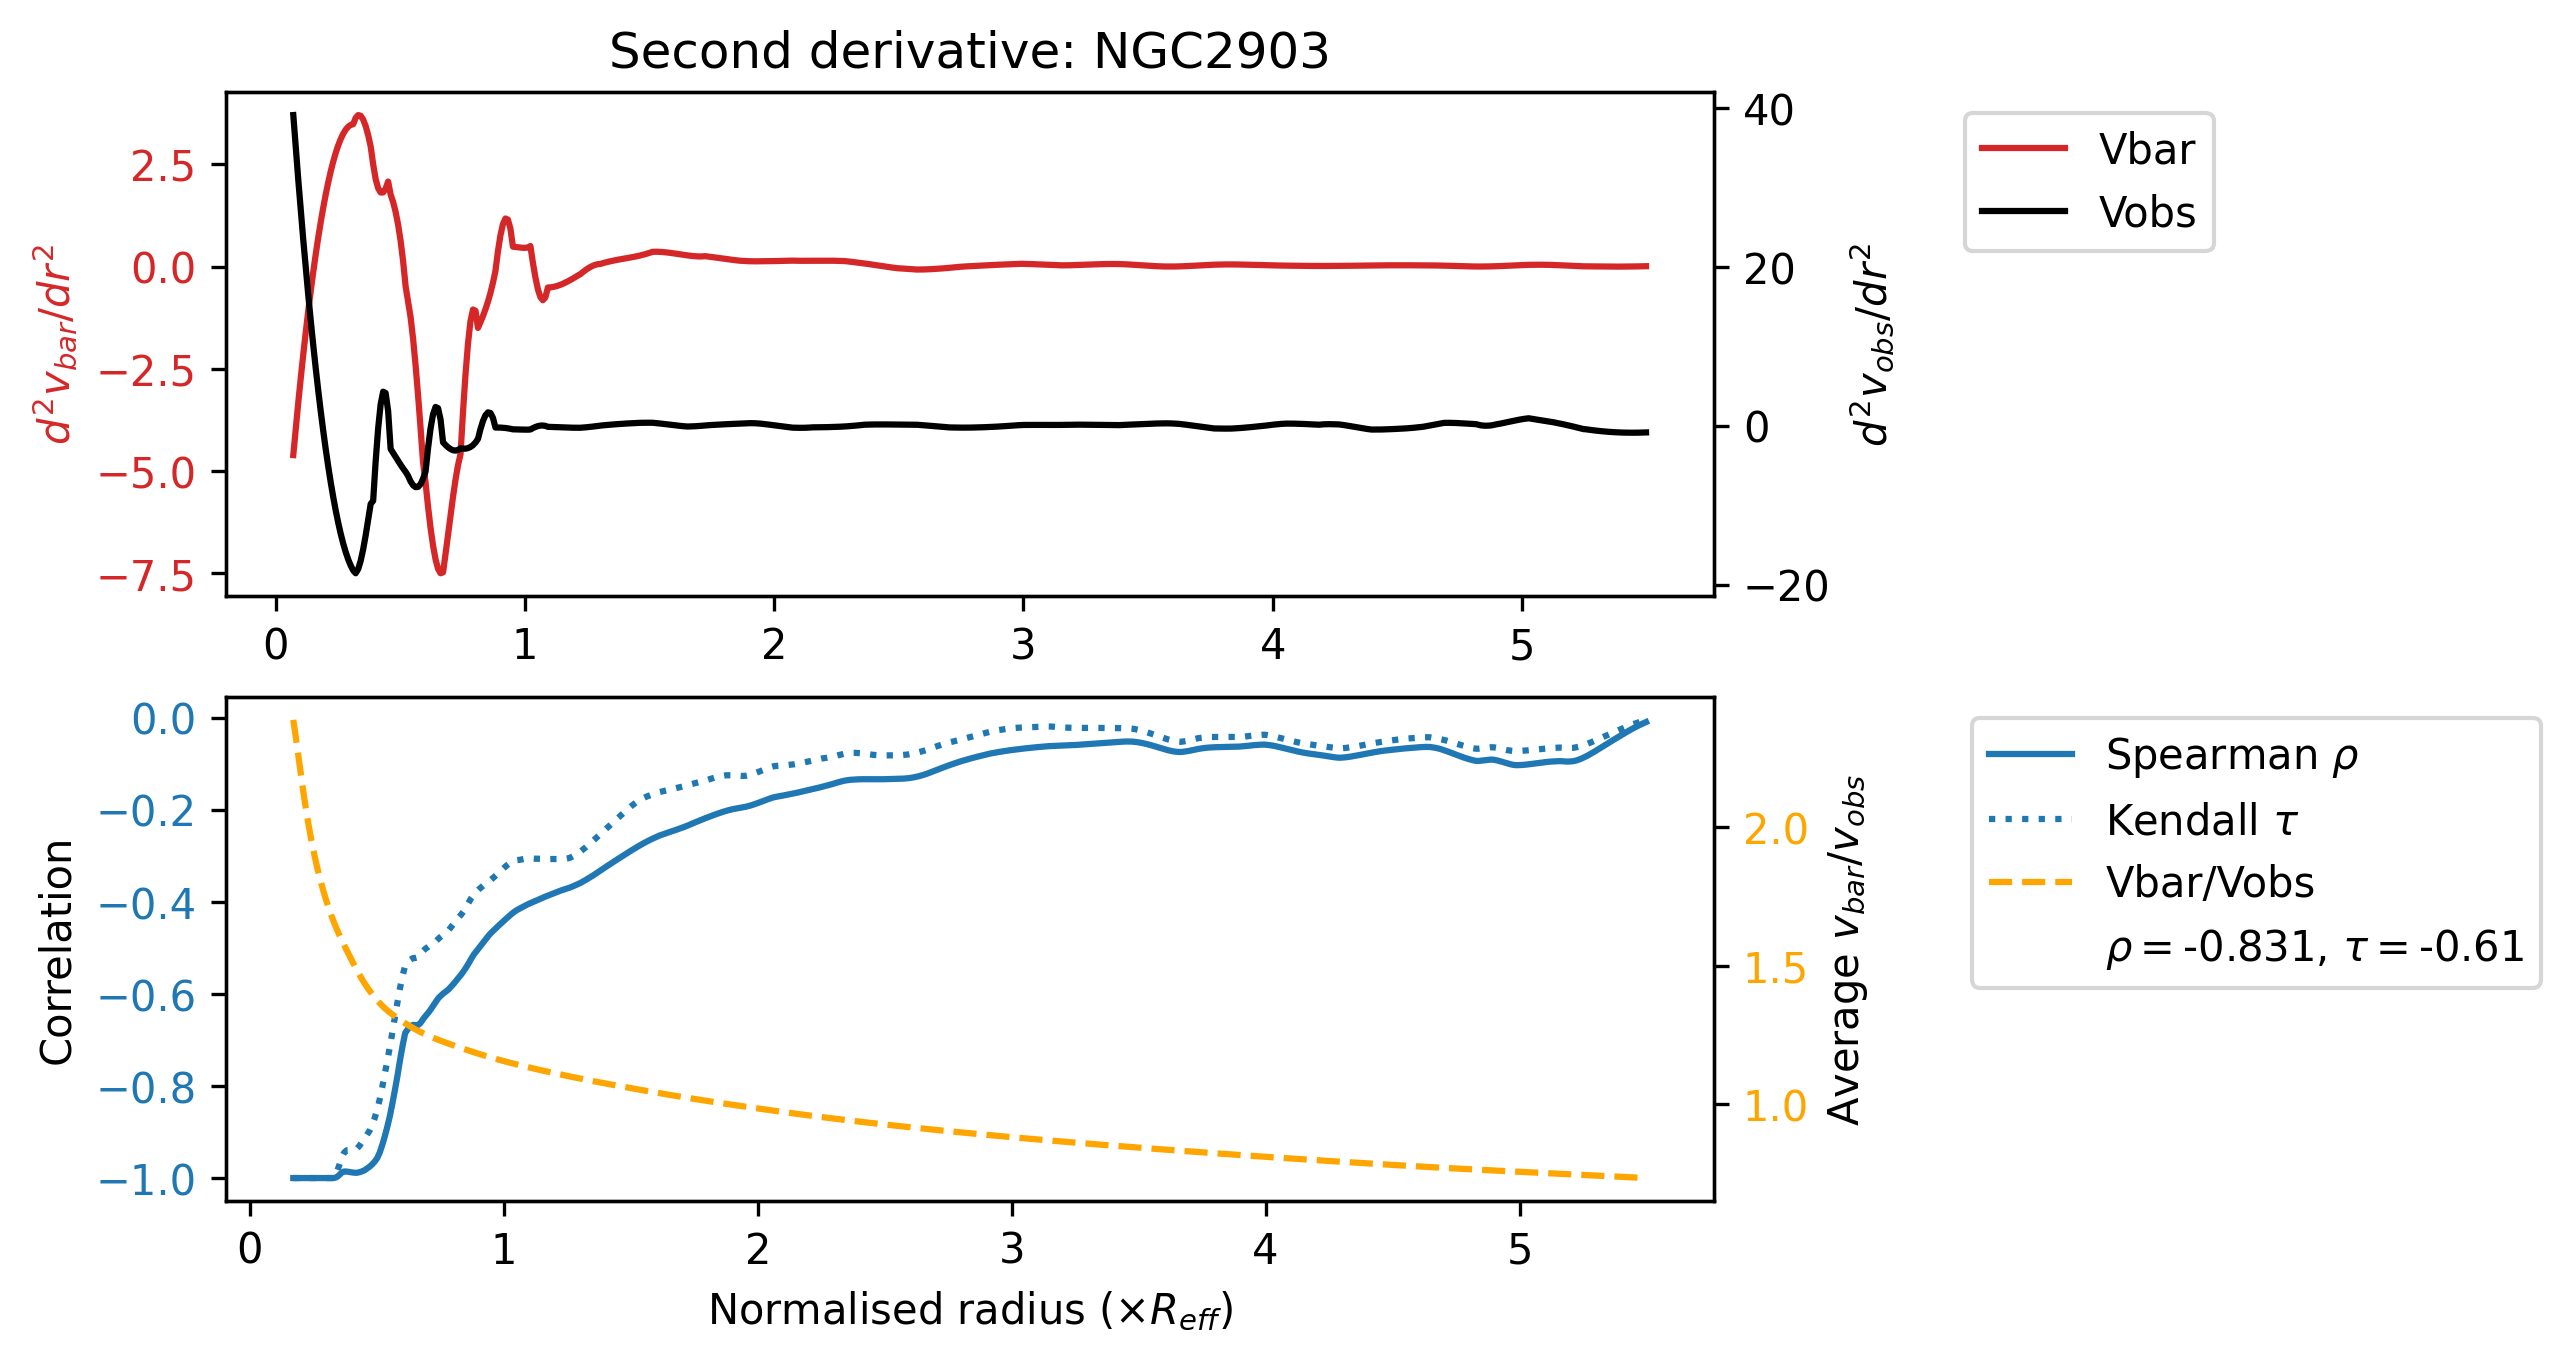 Second derivative: NGC2903
d²v_bar/dr²
2.5
0.0
−2.5
−5.0
−7.5
40
20
0
−20
d²v_obs/dr²
0 1 2 3 4 5
Vbar
Vobs
Correlation
0.0
−0.2
−0.4
−0.6
−0.8
−1.0
2.0
1.5
1.0
Average v_bar/v_obs
0 1 2 3 4 5
Normalised radius (×R_eff)
Spearman ρ
Kendall τ
Vbar/Vobs
ρ = -0.831, τ = -0.61